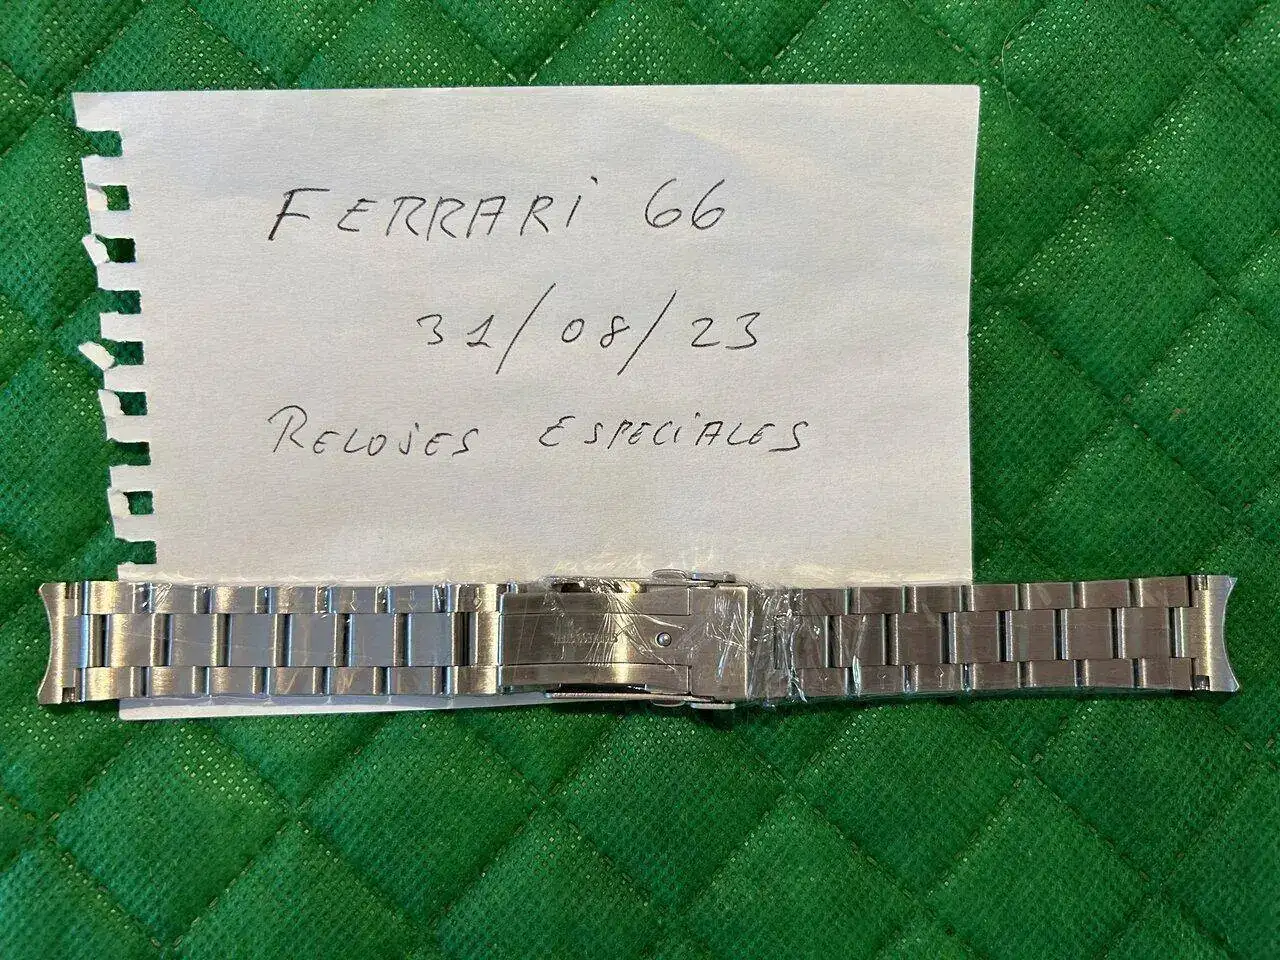 FERRARI 66
31/08/23
RELOJES ESPECIALES